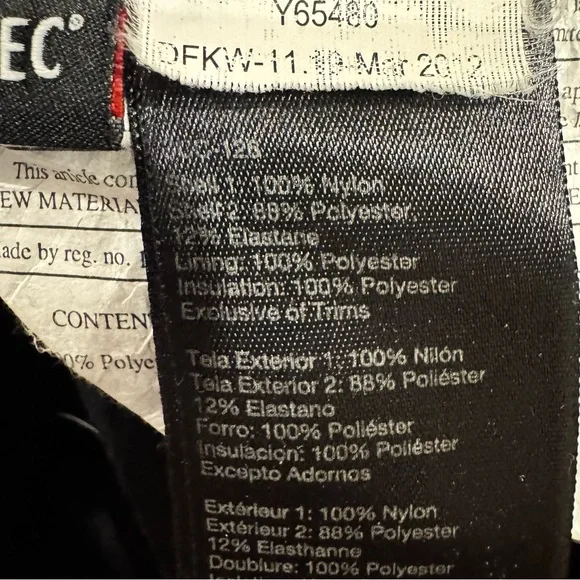 EC®
Y65480
DFKW-11.19-Mar 2012
Shell 1: 100% Nylon
Shell 2: 88% Polyester
12% Elastane
Lining: 100% Polyester
Insulation: 100% Polyester
Exclusive of Trims
Tela Exterior 1: 100% Nilón
Tela Exterior 2: 88% Poliéster
12% Elastano
Forro: 100% Poliéster
Insulación: 100% Poliéster
Excepto Adornos
Extérieur 1: 100% Nylon
Extérieur 2: 88% Polyester
12% Elasthanne
Doublure: 100% Polyester
This article con
EW MATERIA
ade by reg. no.
CONTEN
0% Polyc